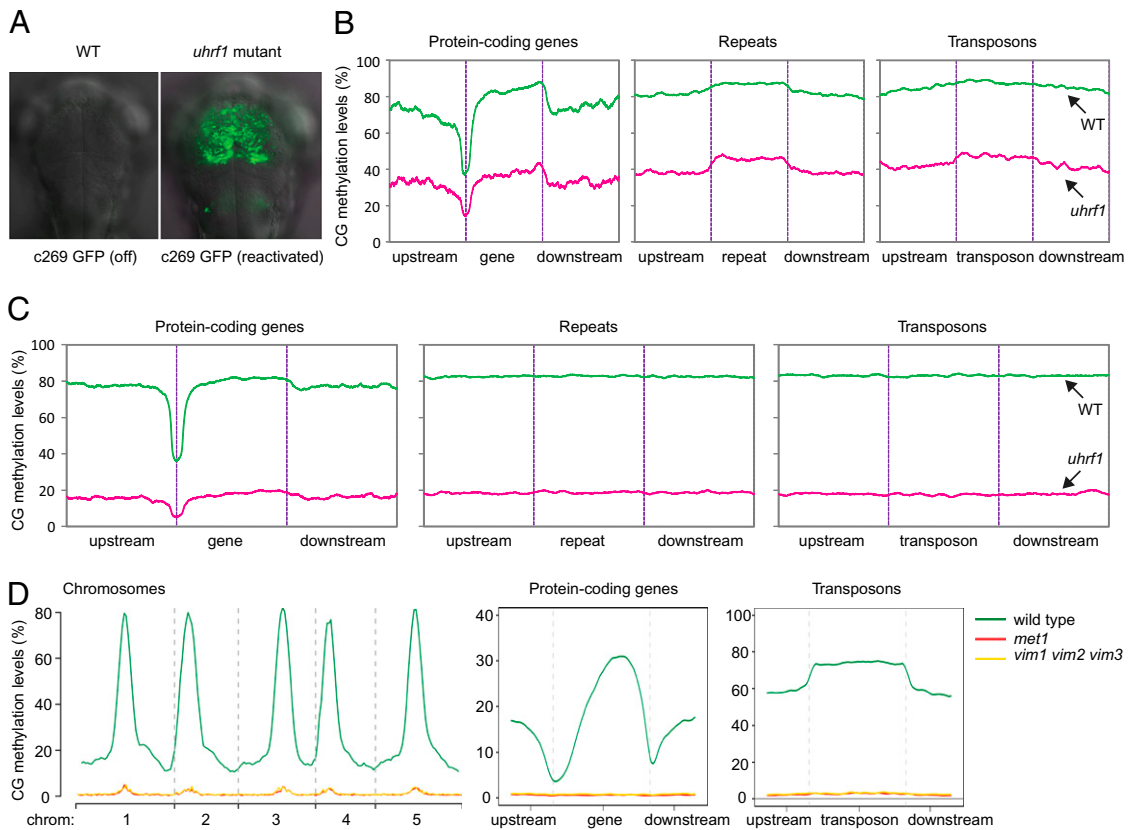 A
WT
uhrf1 mutant
c269 GFP (off)
c269 GFP (reactivated)
B
Protein-coding genes
Repeats
Transposons
CG methylation levels (%)
100
80
60
40
20
0
WT
uhrf1
upstream gene downstream
upstream repeat downstream
upstream transposon downstream
C
Protein-coding genes
Repeats
Transposons
CG methylation levels (%)
100
80
60
40
20
0
WT
uhrf1
upstream gene downstream
upstream repeat downstream
upstream transposon downstream
D
Chromosomes
CG methylation levels (%)
80
60
40
20
0
chrom: 1 2 3 4 5
Protein-coding genes
40
30
20
10
0
upstream gene downstream
Transposons
100
80
60
40
20
0
upstream transposon downstream
wild type
met1
vim1 vim2 vim3